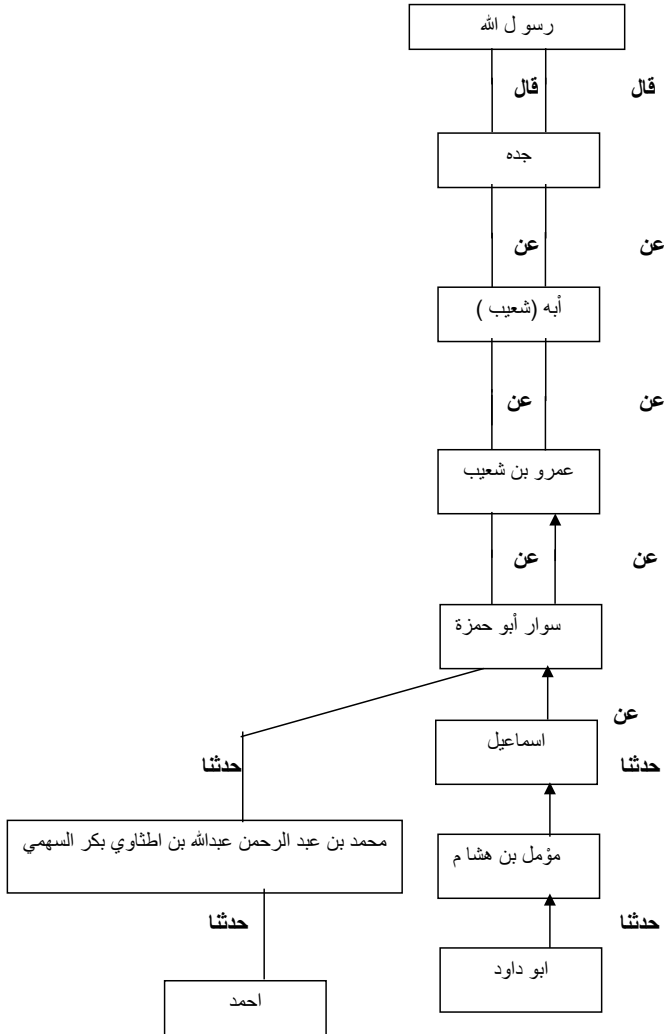 رسو ل الله
قال قال
جده
عن عن
أبه (شعيب )
عن عن
عمرو بن شعيب
عن عن
سوار أبو حمزة
عن
اسماعيل
حدثنا
حدثنا
محمد بن عبد الرحمن عبدالله بن اطثاوي بكر السهمي
مؤمل بن هشا م
حدثنا
حدثنا
ابو داود
احمد